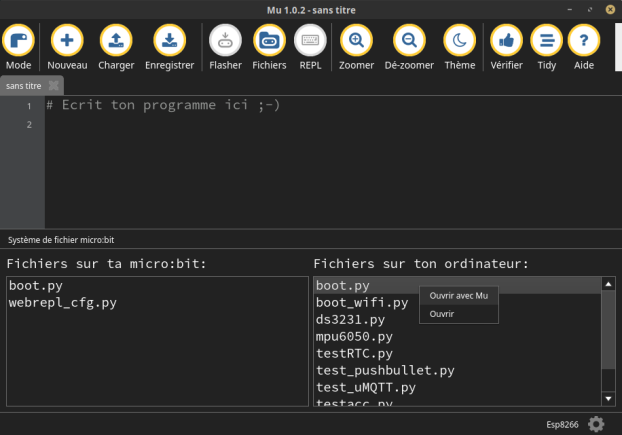 Mu 1.0.2 - sans titre
Mode Nouveau Charger Enregistrer Flasher Fichiers REPL Zoomer Dé-zoomer Thème Vérifier Tidy Aide
sans titre
1 # Ecrit ton programme ici ;-)
2
Système de fichier micro:bit
Fichiers sur ta micro:bit:
boot.py
webrepl_cfg.py
Fichiers sur ton ordinateur:
boot.py
boot_wifi.py
ds3231.py
mpu6050.py
testRTC.py
test_pushbullet.py
test_uMQTT.py
testacc.py
Ouvrir avec Mu
Ouvrir
Esp8266